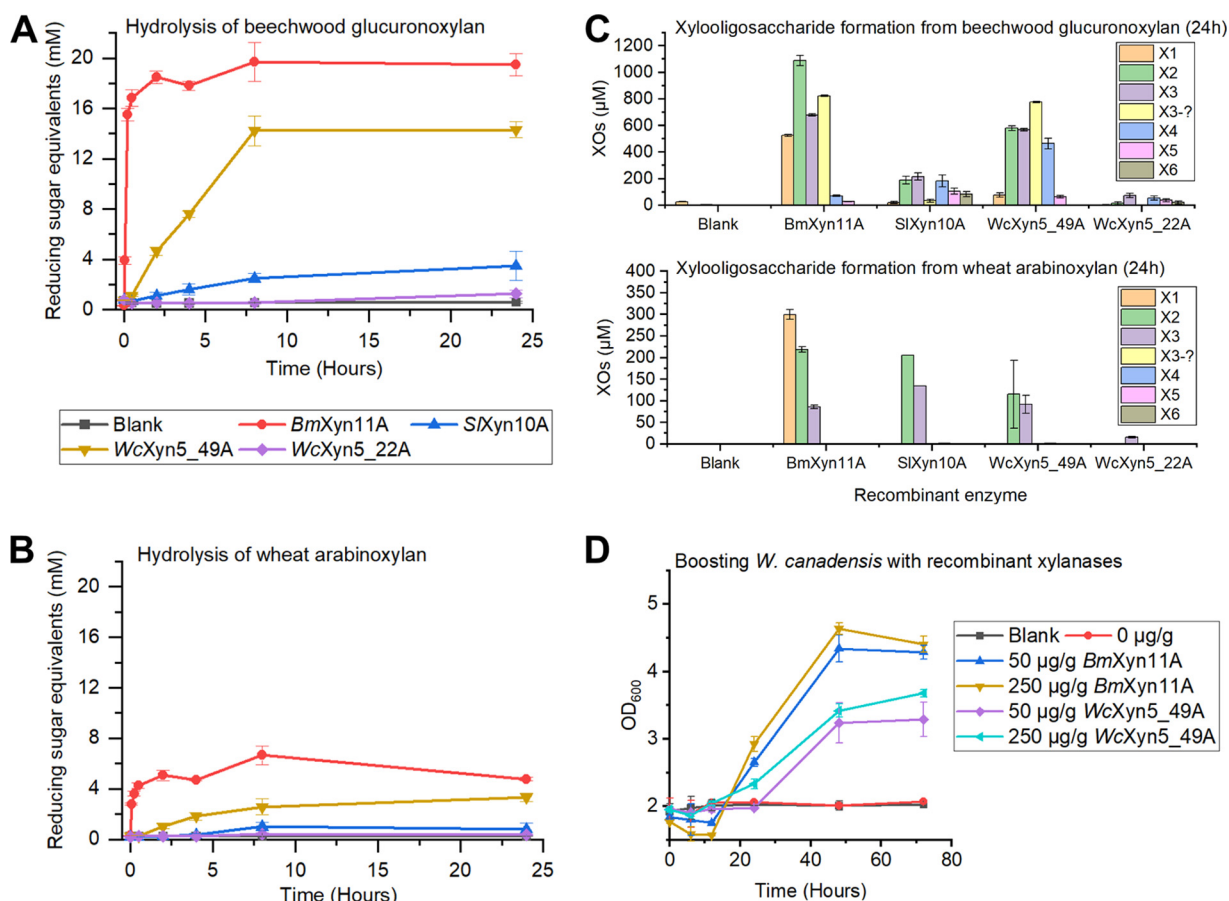 A
Hydrolysis of beechwood glucuronoxylan
Reducing sugar equivalents (mM)
20
16
12
8
4
0
0 5 10 15 20 25
Time (Hours)
Blank BmXyn11A SlXyn10A
WcXyn5_49A WcXyn5_22A
B
Hydrolysis of wheat arabinoxylan
Reducing sugar equivalents (mM)
20
16
12
8
4
0
0 5 10 15 20 25
Time (Hours)
C
Xylooligosaccharide formation from beechwood glucuronoxylan (24h)
XOs (µM)
1200
1000
800
600
400
200
0
X1
X2
X3
X3-?
X4
X5
X6
Blank BmXyn11A SlXyn10A WcXyn5_49A WcXyn5_22A
Xylooligosaccharide formation from wheat arabinoxylan (24h)
XOs (µM)
350
300
250
200
150
100
50
0
X1
X2
X3
X3-?
X4
X5
X6
Blank BmXyn11A SlXyn10A WcXyn5_49A WcXyn5_22A
Recombinant enzyme
D
Boosting W. canadensis with recombinant xylanases
OD600
5
4
3
2
0 20 40 60 80
Time (Hours)
Blank 0 µg/g
50 µg/g BmXyn11A
250 µg/g BmXyn11A
50 µg/g WcXyn5_49A
250 µg/g WcXyn5_49A